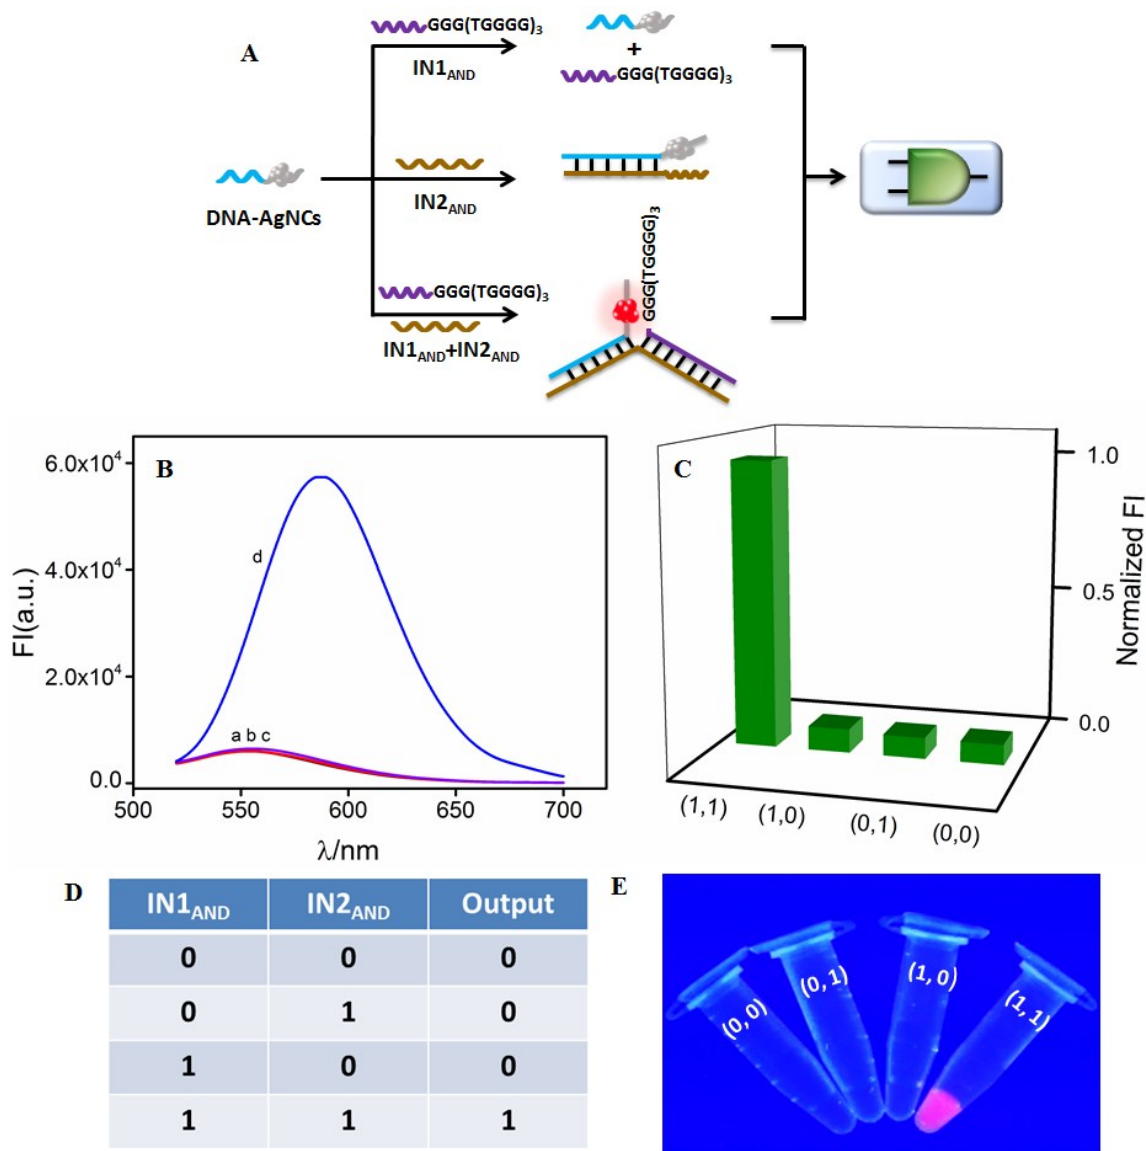 A
GGG(TGGGG)3
IN1AND
+
GGG(TGGGG)3
IN2AND
DNA-AgNCs
GGG(TGGGG)3
IN1AND+IN2AND
GGG(TGGGG)3
B
6.0x10^4
4.0x10^4
2.0x10^4
0.0
FI(a.u.)
d
a b c
500 550 600 650 700
λ/nm
C
1.0
0.5
0.0
Normalized FI
(1,1) (1,0) (0,1) (0,0)
D
IN1AND IN2AND Output
0 0 0
0 1 0
1 0 0
1 1 1
E
(0, 0) (0, 1) (1, 0) (1, 1)